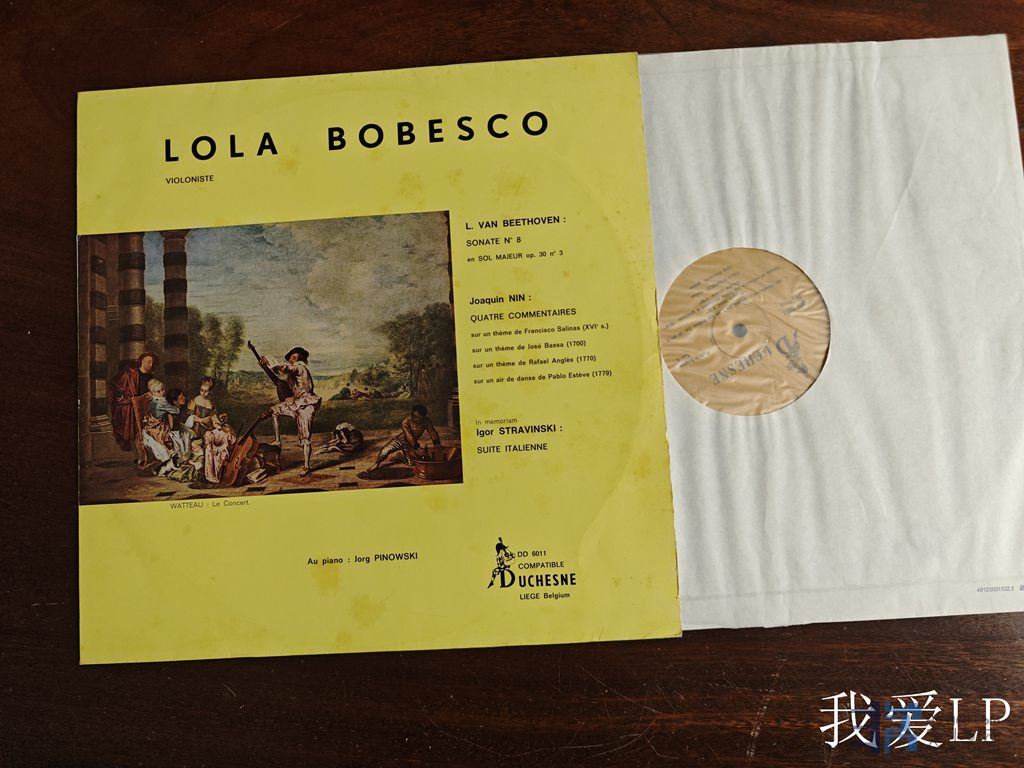 LOLA BOBESCO
VIOLONISTE
L. VAN BEETHOVEN :
SONATE N° 8
en SOL MAJEUR op. 30 n° 3
Joaquin NIN :
QUATRE COMMENTAIRES
sur un thème de Francisco Salinas (XVIᵉ s.)
sur un thème de José Bassa (1700)
sur un thème de Rafael Anglès (1770)
sur un air de danse de Pablo Estève (1779)
In memoriam
Igor STRAVINSKI :
SUITE ITALIENNE
WATTEAU : Le Concert.
Au piano : Jorg PINOWSKI
DD 6011
COMPATIBLE
DUCHESNE
LIEGE Belgium
DUCHESNE
我爱LP